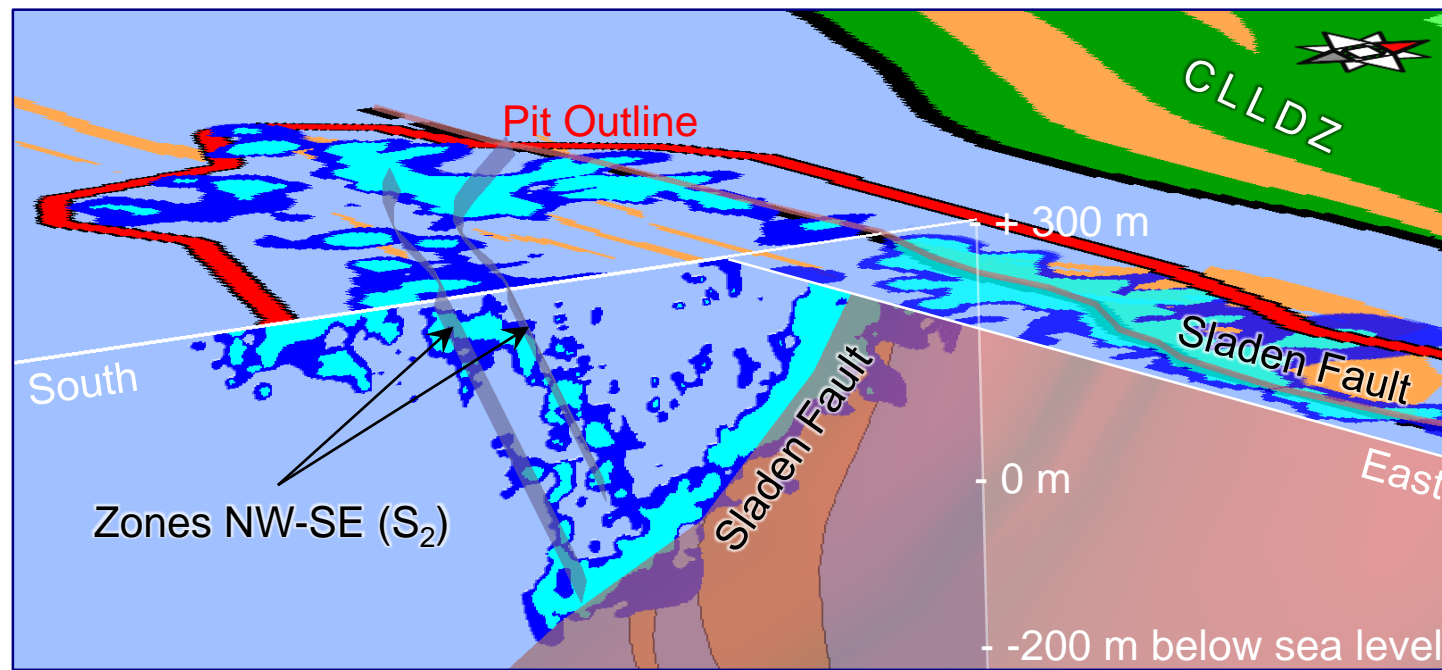 CLLDZ
Pit Outline
- + 300 m
Sladen Fault
South
East
Sladen Fault
- 0 m
Zones NW-SE (S₂)
- -200 m below sea level